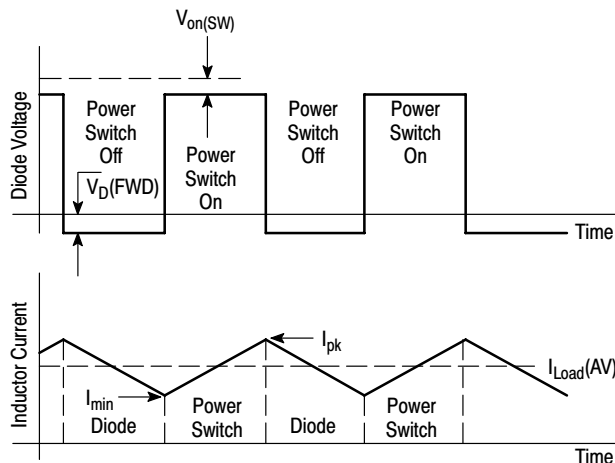 Von(SW)
Diode Voltage
Power
Switch
Off
Power
Switch
On
Power
Switch
Off
Power
Switch
On
VD(FWD)
Time
Inductor Current
Ipk
ILoad(AV)
Imin
Diode
Power
Switch
Diode
Power
Switch
Time